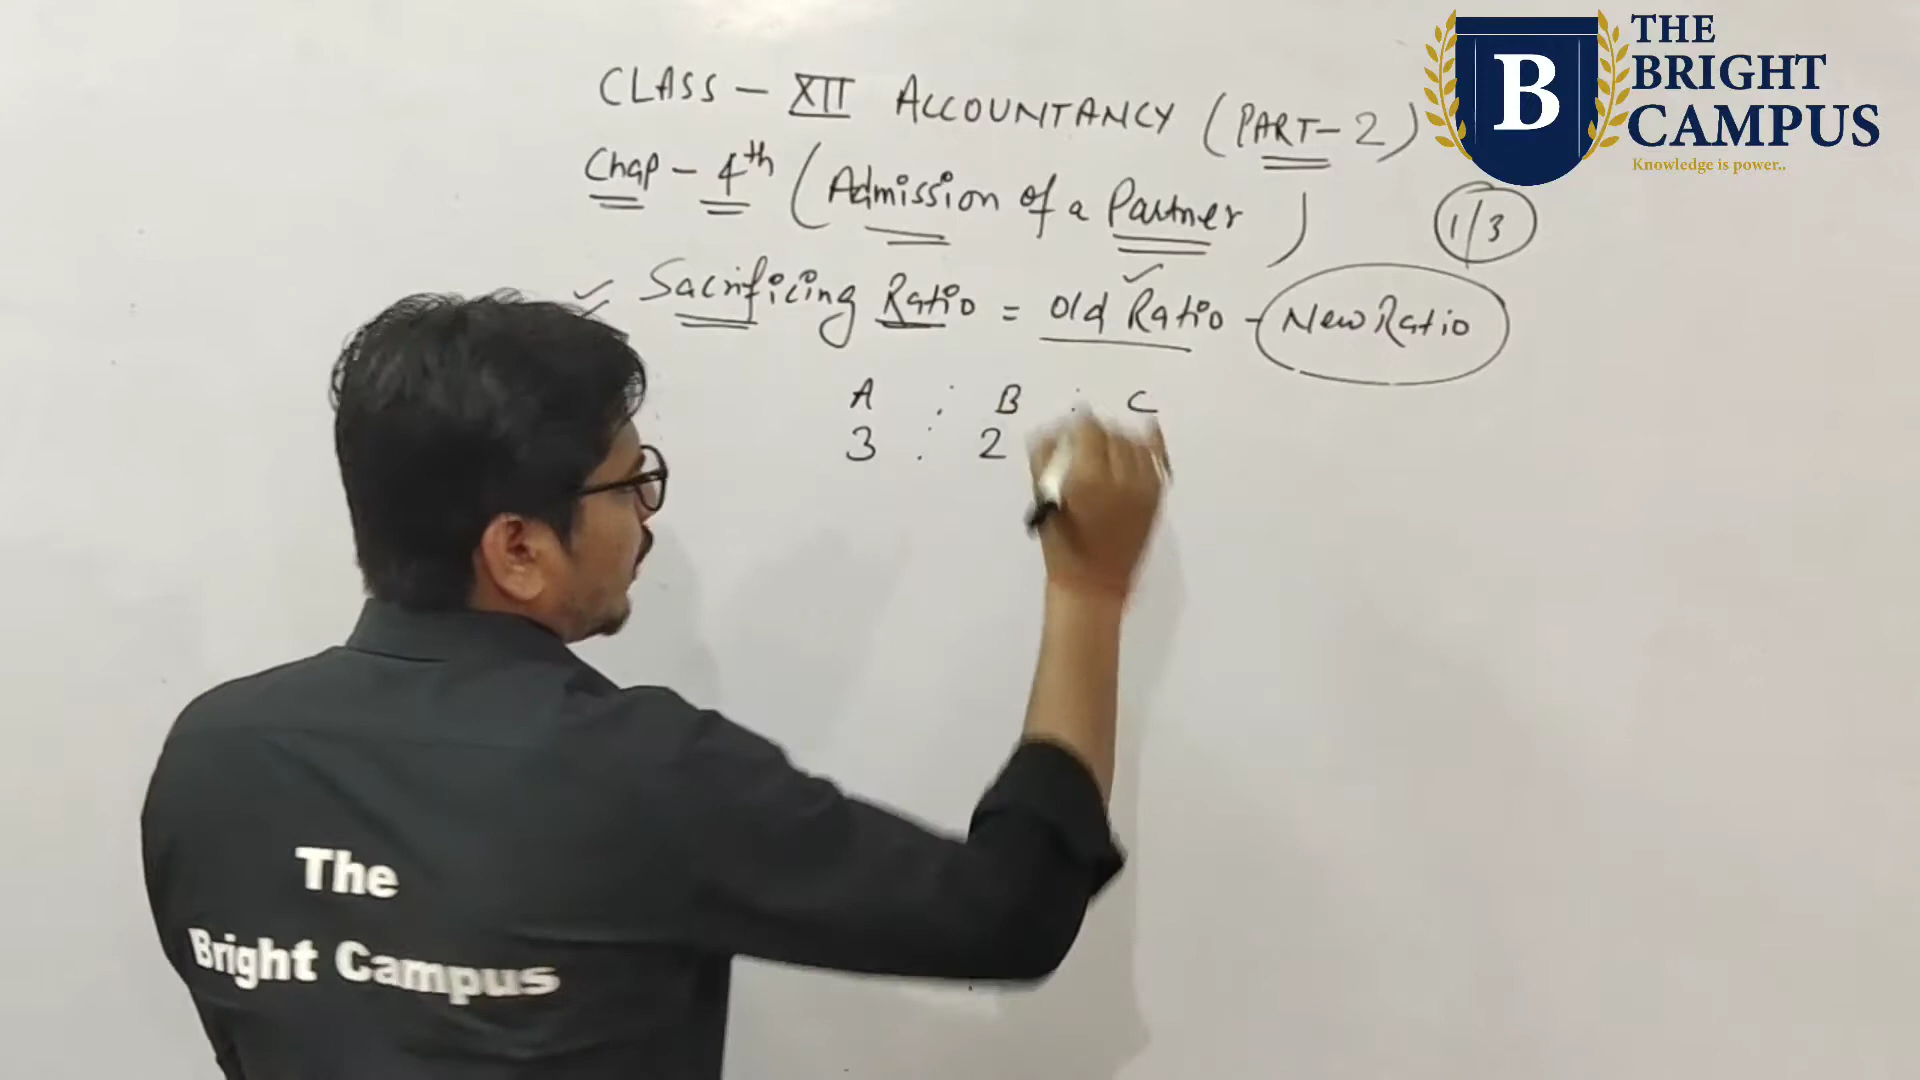 CLASS - XII ACCOUNTANCY (PART-2)
Chap - 4th (Admission of a Partner)
1/3
✓ Sacrificing Ratio = Old Ratio - New Ratio
A : B : C
3 : 2
The
Bright Campus
B
THE
BRIGHT
CAMPUS
Knowledge is power..